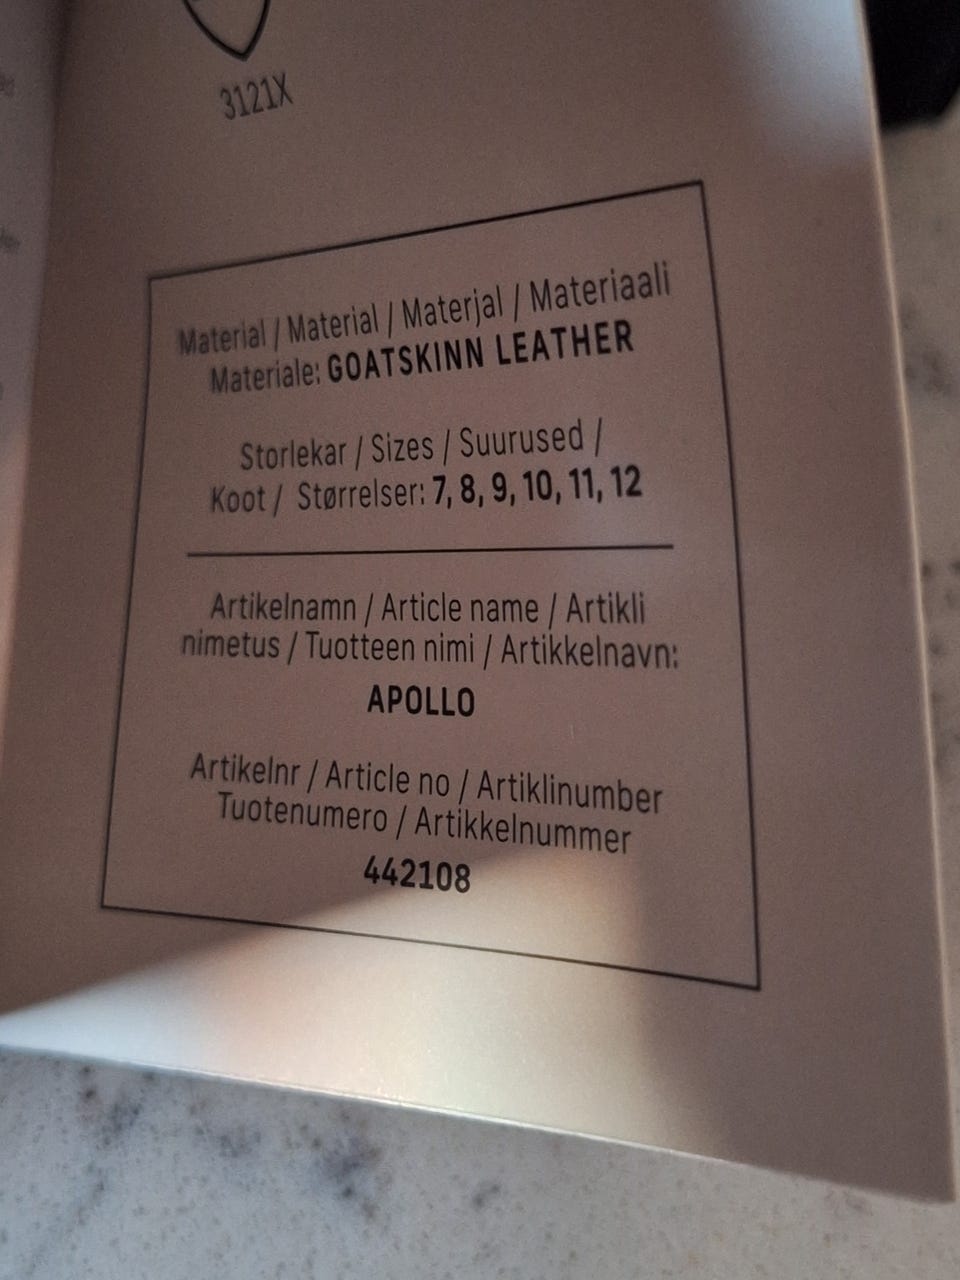 3121X
Material / Material / Materjal / Materiaali
Materiale: GOATSKINN LEATHER
Storlekar / Sizes / Suurused /
Koot / Størrelser: 7, 8, 9, 10, 11, 12
Artikelnamn / Article name / Artikli
nimetus / Tuotteen nimi / Artikkelnavn:
APOLLO
Artikelnr / Article no / Artiklinumber
Tuotenumero / Artikkelnummer
442108